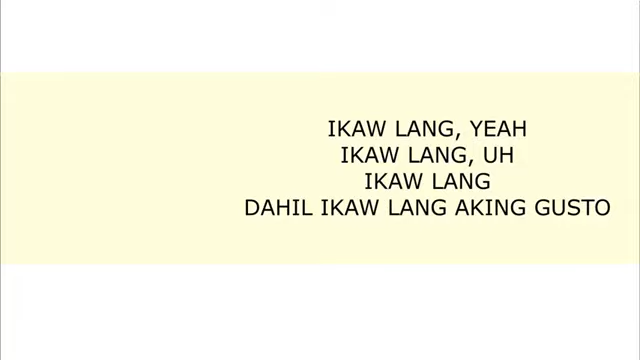 IKAW LANG, YEAH
IKAW LANG, UH
IKAW LANG
DAHIL IKAW LANG AKING GUSTO